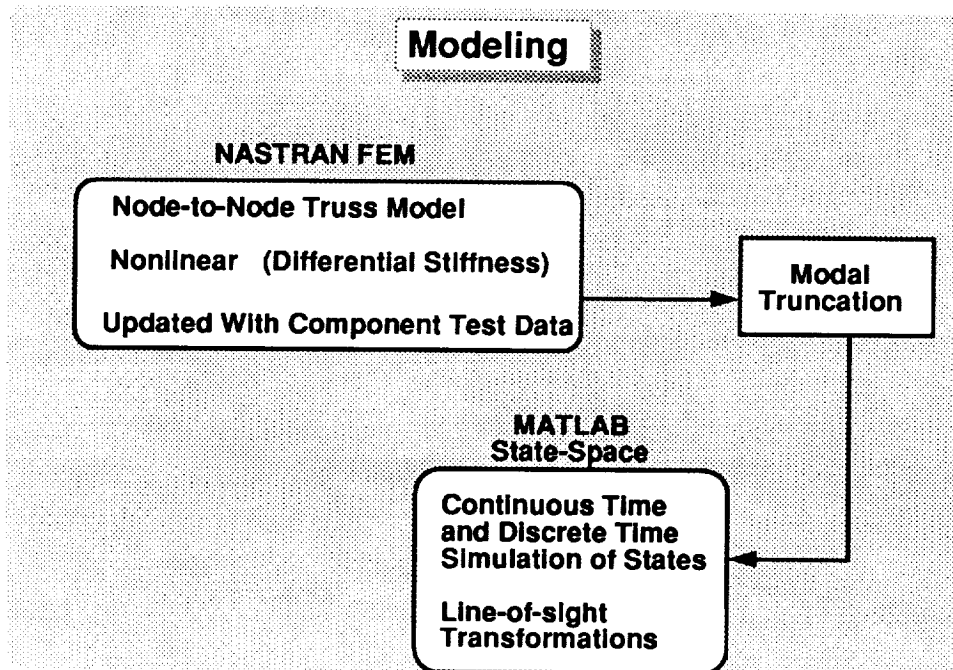 Modeling
NASTRAN FEM
Node-to-Node Truss Model
Nonlinear (Differential Stiffness)
Updated With Component Test Data
Modal
Truncation
MATLAB
State-Space
Continuous Time
and Discrete Time
Simulation of States
Line-of-sight
Transformations